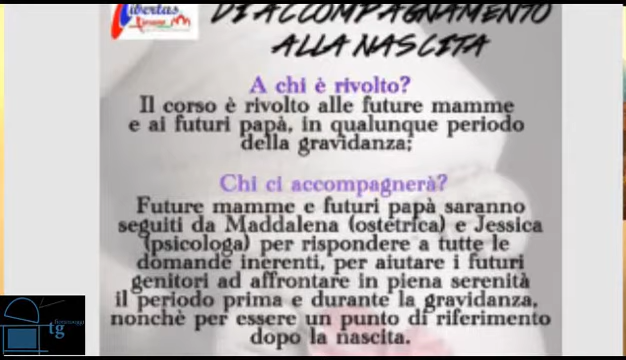 Libertas
DI ACCOMPAGNAMENTO
ALLA NASCITA
A chi è rivolto?
Il corso è rivolto alle future mamme
e ai futuri papà, in qualunque periodo
della gravidanza;
Chi ci accompagnerà?
Future mamme e futuri papà saranno
seguiti da Maddalena (ostetrica) e Jessica
(psicologa) per rispondere a tutte le
domande inerenti, per aiutare i futuri
genitori ad affrontare in piena serenità
il periodo prima e durante la gravidanza,
nonchè per essere un punto di riferimento
dopo la nascita.
tg